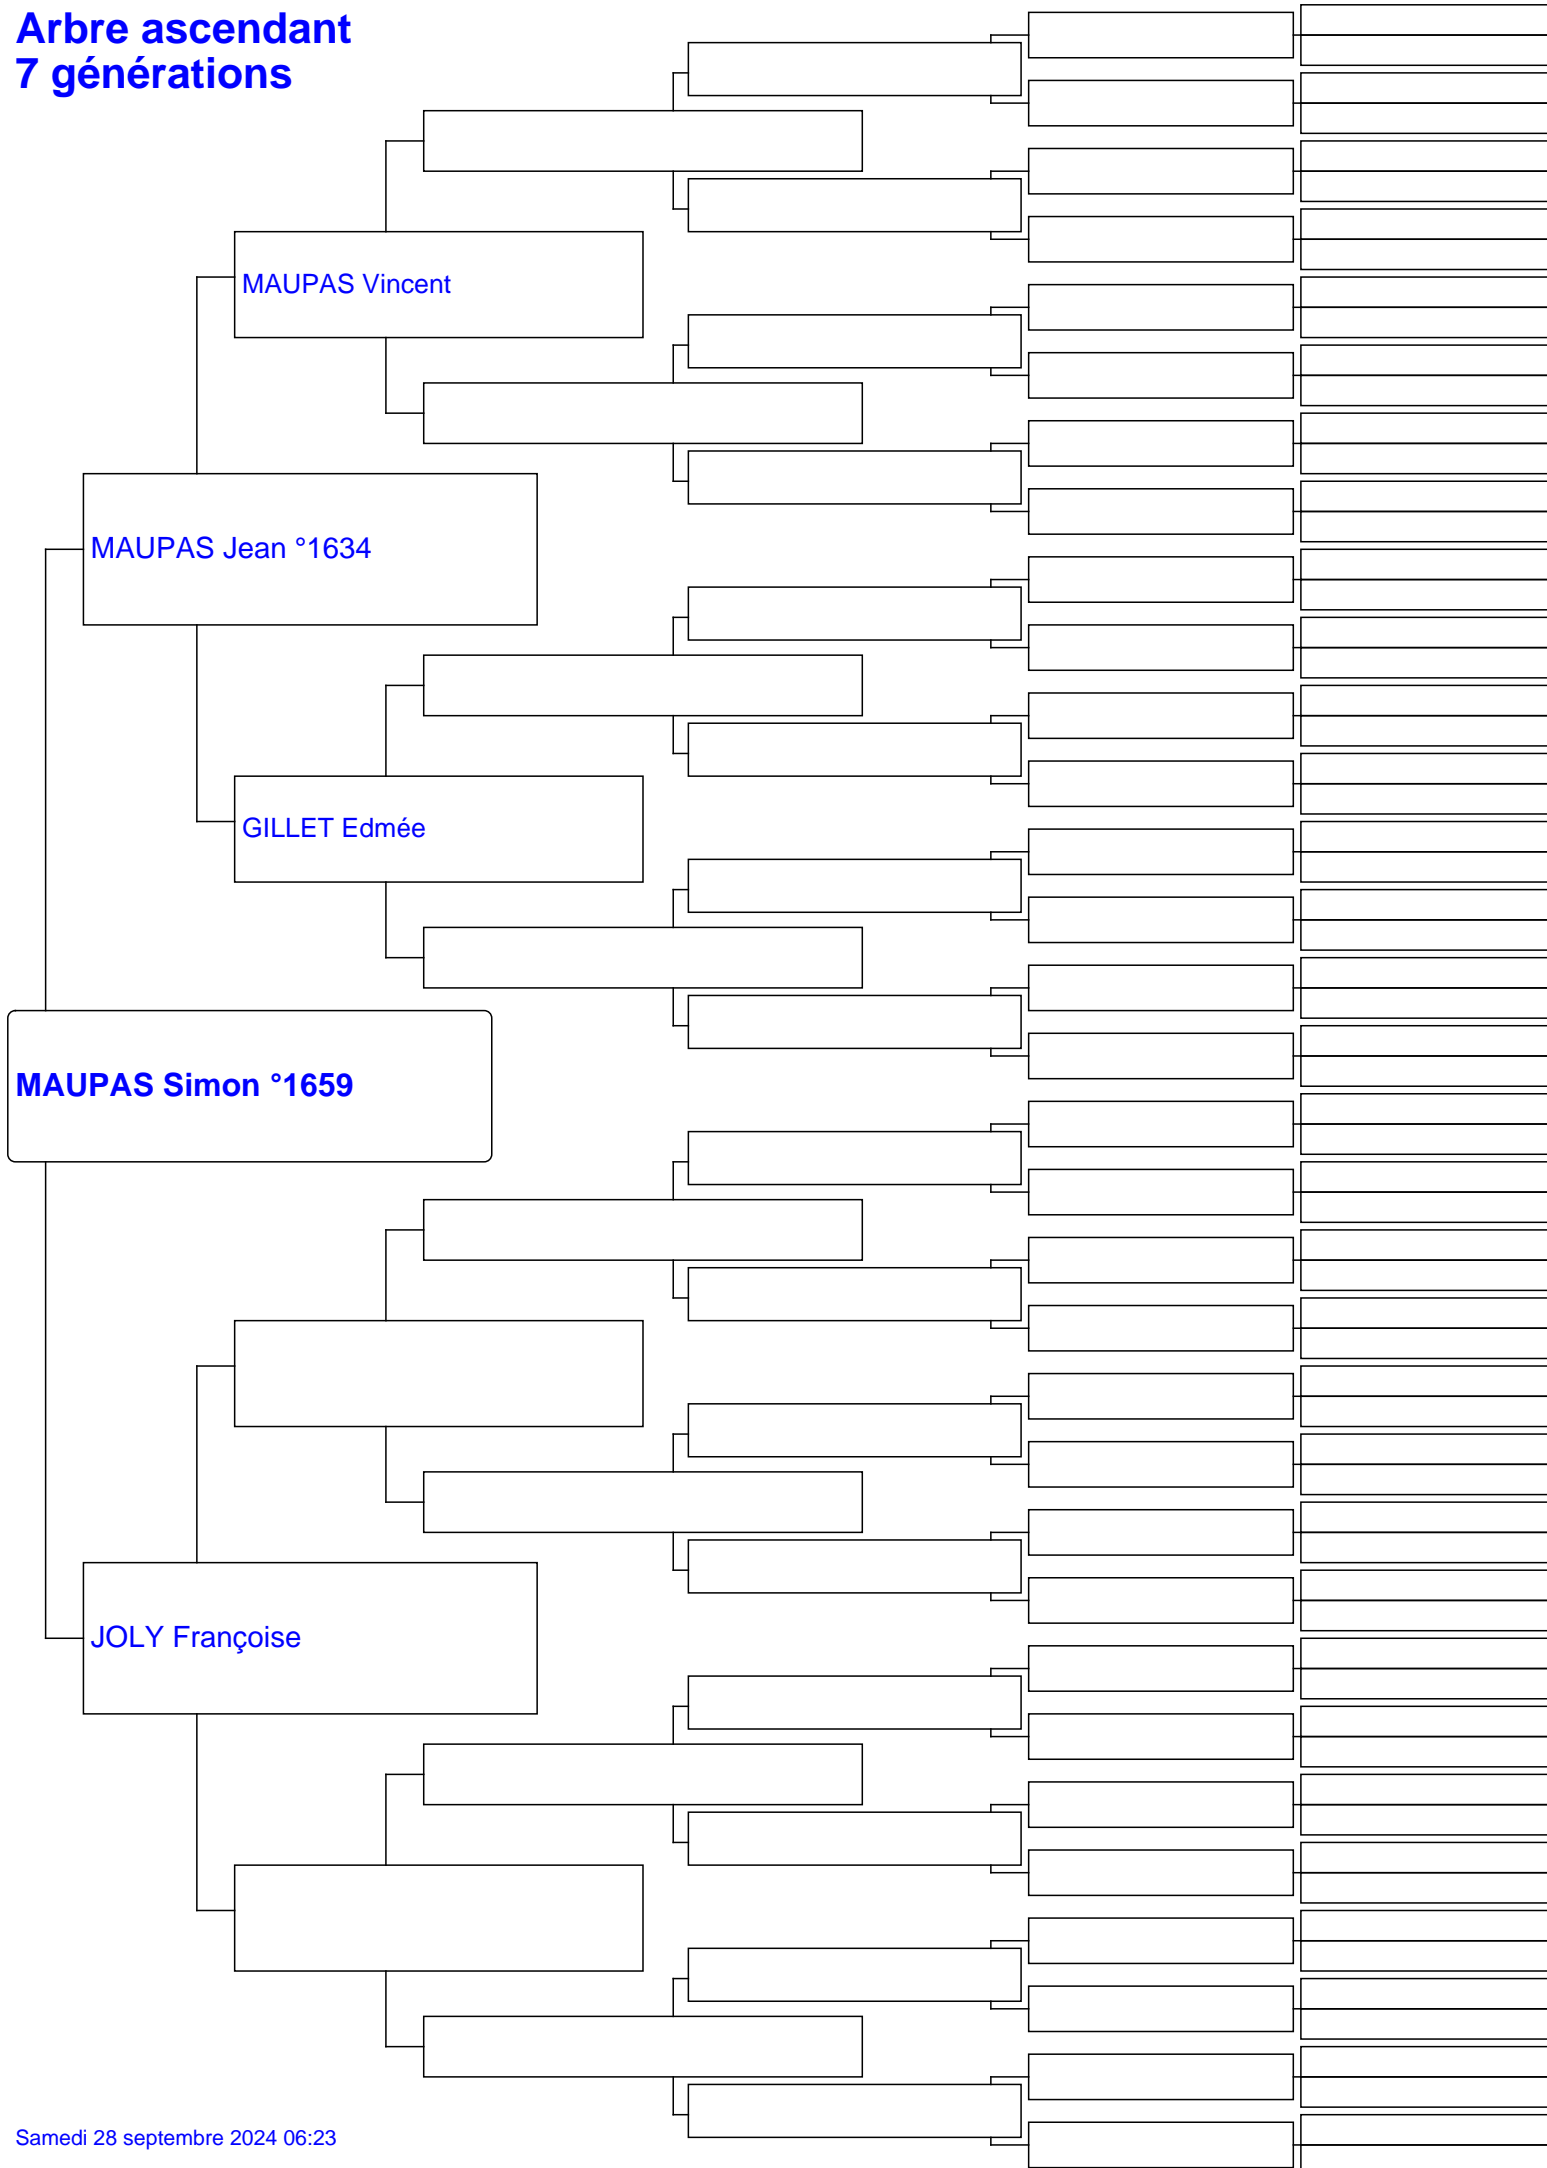 Arbre ascendant
7 générations
MAUPAS Vincent
MAUPAS Jean °1634
GILLET Edmée
MAUPAS Simon °1659
JOLY Françoise
Samedi 28 septembre 2024 06:23